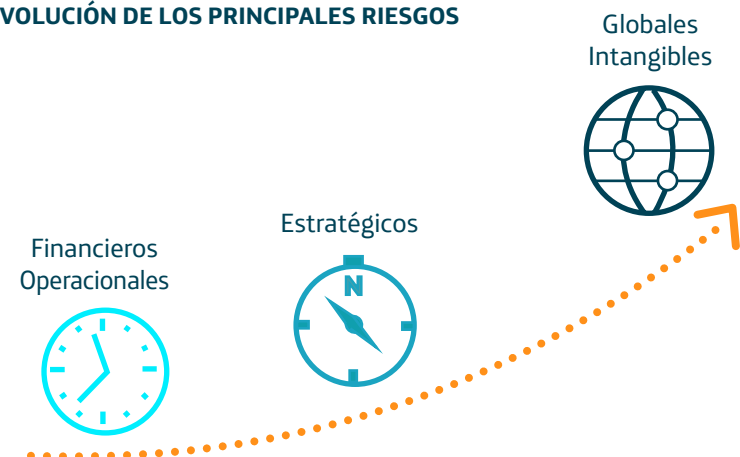 VOLUCIÓN DE LOS PRINCIPALES RIESGOS
Globales
Intangibles
Estratégicos
Financieros
Operacionales
N